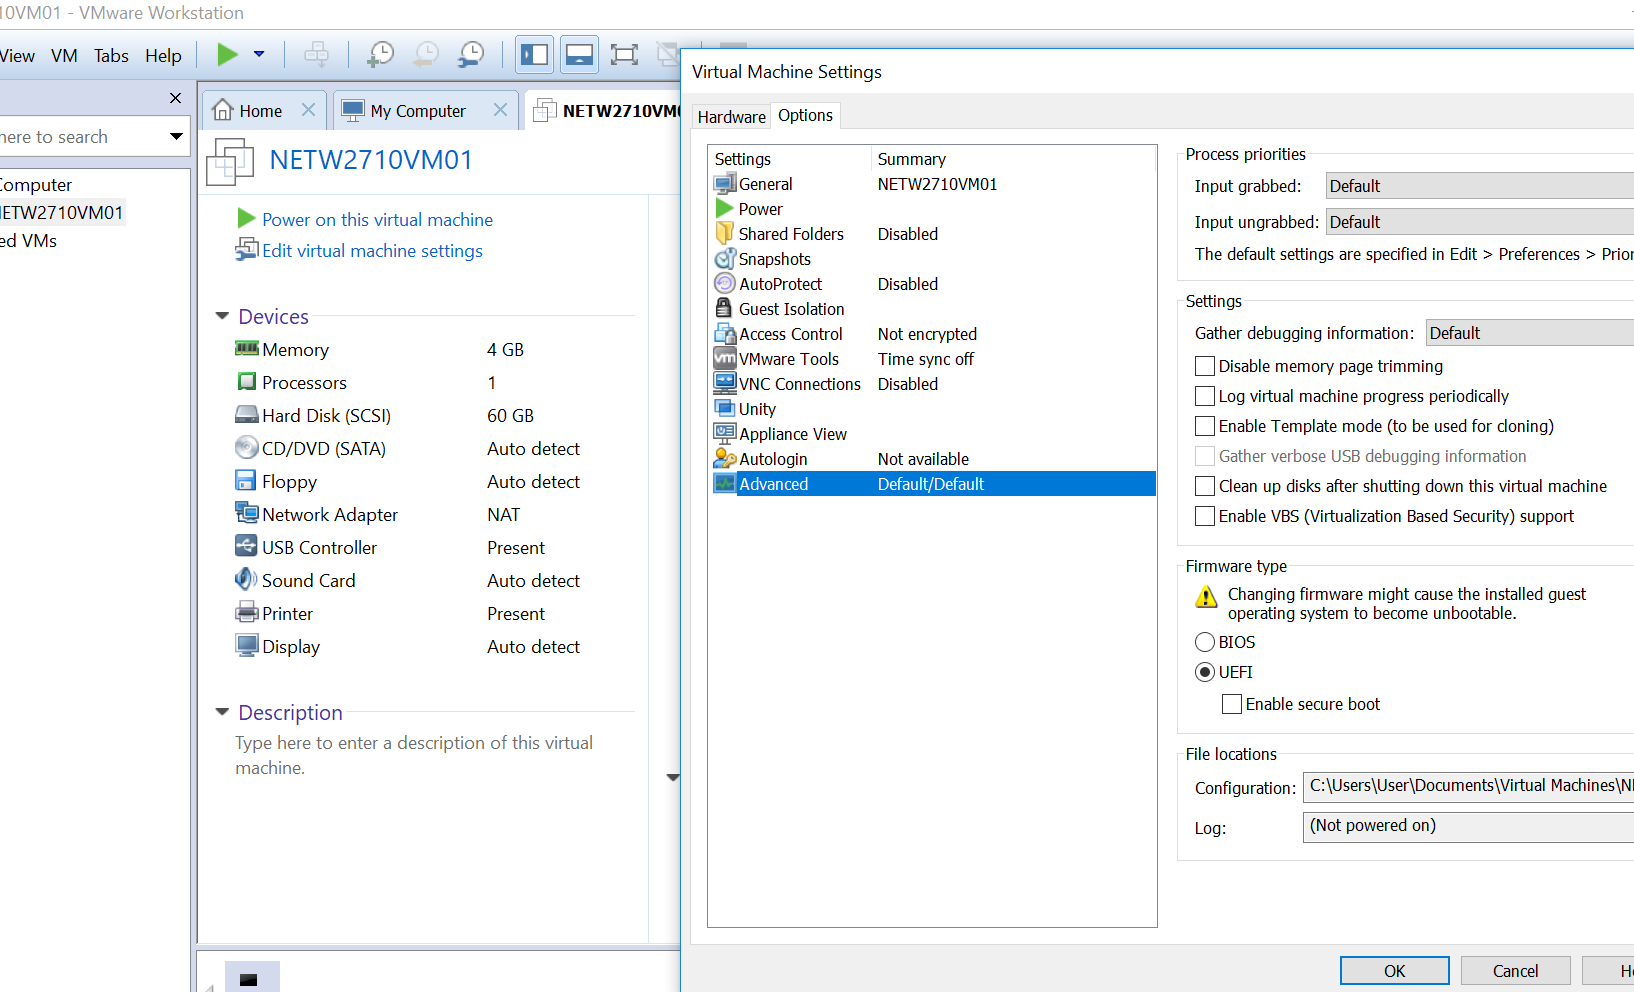 10VM01 - VMware Workstation
View VM Tabs Help
here to search
Computer
NETW2710VM01
ed VMs
Home
My Computer
NETW2710VM0
NETW2710VM01
Power on this virtual machine
Edit virtual machine settings
Devices
Memory 4 GB
Processors 1
Hard Disk (SCSI) 60 GB
CD/DVD (SATA) Auto detect
Floppy Auto detect
Network Adapter NAT
USB Controller Present
Sound Card Auto detect
Printer Present
Display Auto detect
Description
Type here to enter a description of this virtual
machine.
Virtual Machine Settings
Hardware Options
Settings Summary
General NETW2710VM01
Power
Shared Folders Disabled
Snapshots
AutoProtect Disabled
Guest Isolation
Access Control Not encrypted
VMware Tools Time sync off
VNC Connections Disabled
Unity
Appliance View
Autologin Not available
Advanced Default/Default
Process priorities
Input grabbed: Default
Input ungrabbed: Default
The default settings are specified in Edit > Preferences > Prior
Settings
Gather debugging information: Default
Disable memory page trimming
Log virtual machine progress periodically
Enable Template mode (to be used for cloning)
Gather verbose USB debugging information
Clean up disks after shutting down this virtual machine
Enable VBS (Virtualization Based Security) support
Firmware type
Changing firmware might cause the installed guest
operating system to become unbootable.
BIOS
UEFI
Enable secure boot
File locations
Configuration: C:\Users\User\Documents\Virtual Machines\N
Log: (Not powered on)
OK Cancel He